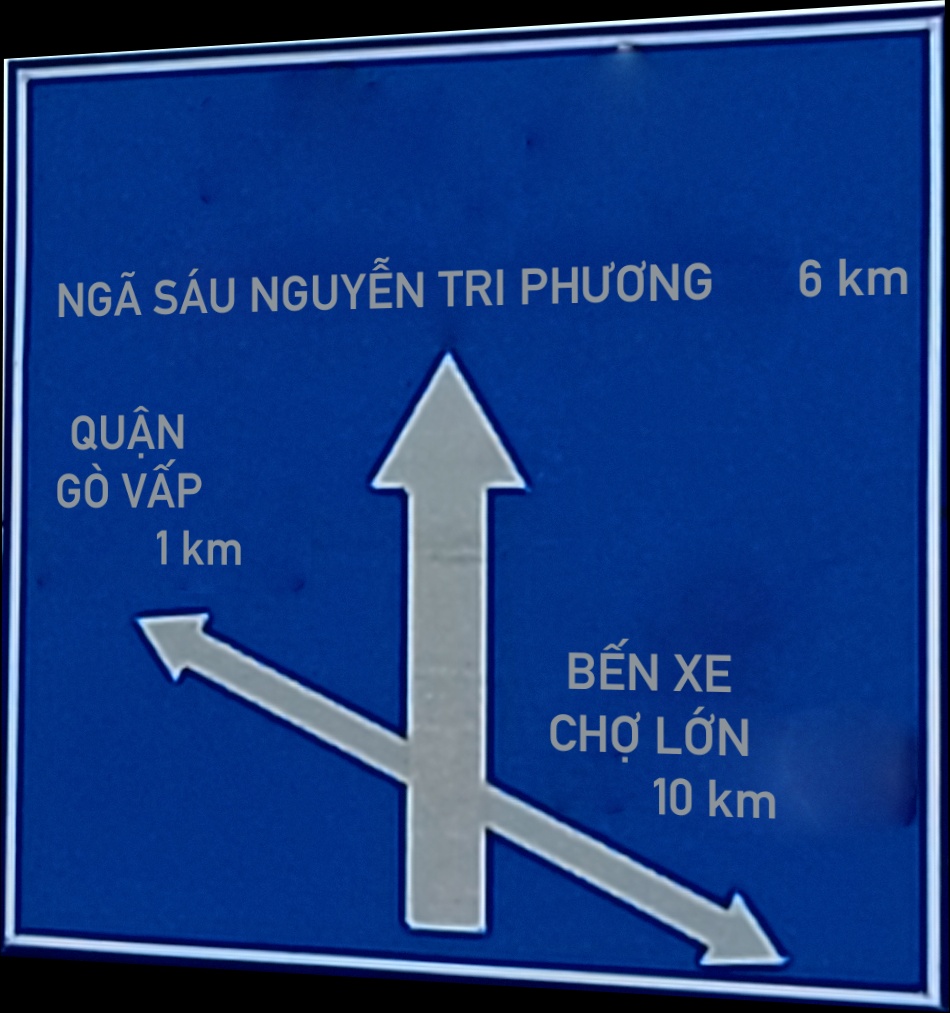 NGÃ SÁU NGUYỄN TRI PHƯƠNG 6 km
QUẬN
GÒ VẤP
1 km
BẾN XE
CHỢ LỚN
10 km